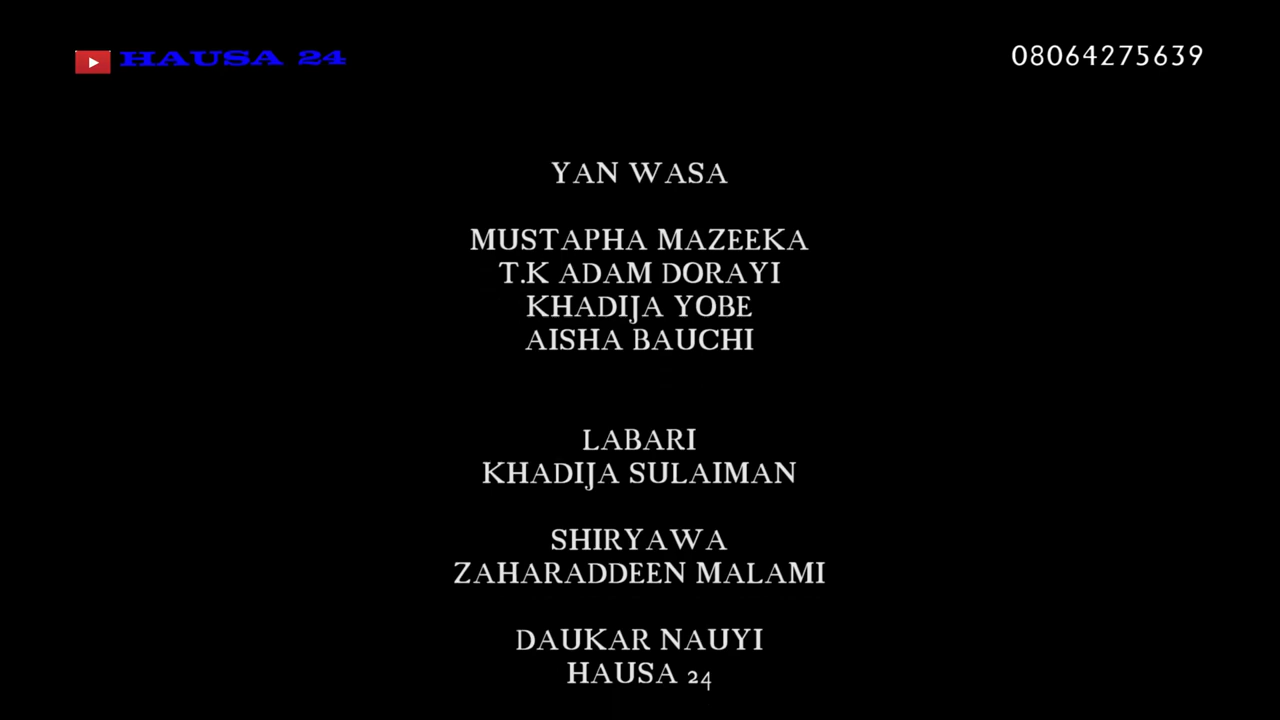 HAUSA 24
08064275639
YAN WASA
MUSTAPHA MAZEEKA
T.K ADAM DORAYI
KHADIJA YOBE
AISHA BAUCHI
LABARI
KHADIJA SULAIMAN
SHIRYAWA
ZAHARADDEEN MALAMI
DAUKAR NAUYI
HAUSA 24